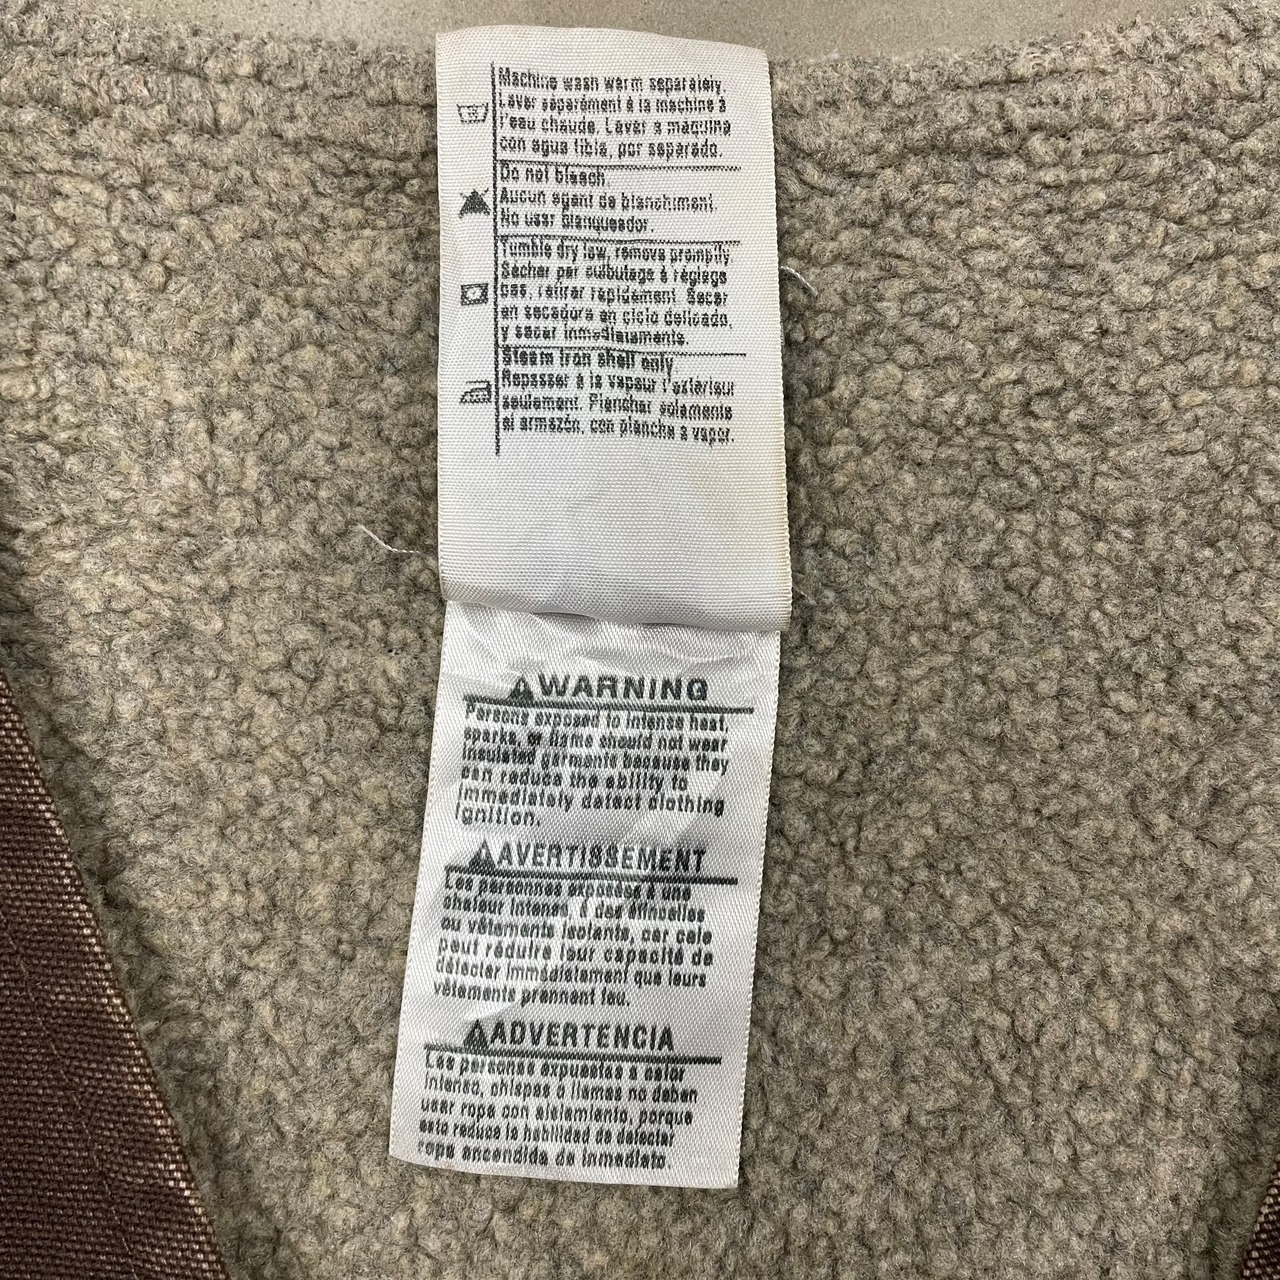 Machine wash warm separately.
Laver séparément à la machine à
l'eau chaude. Lavar a maquina
con agua tibia, por separado.
Do not bleach.
Aucun agent de blanchiment.
No usar blanqueador.
Tumble dry low, remove promptly
Sécher par culbutage à réglage
bas, retirer rapidement. Secar
en secadora en ciclo delicado,
y sacar inmediatamente.
Steam iron shell only
Repasser à la vapeur l'extérieur
seulement. Planchar solamente
el armazón, con plancha a vapor.
WARNING
Persons exposed to intense heat,
sparks, or flame should not wear
insulated garments because they
can reduce the ability to
immediately detect clothing
ignition.
AVERTISSEMENT
Les personnes exposées à une
chaleur intense, à des étincelles
ou vêtements isolants, car cela
peut réduire leur capacité de
détecter immédiatement que leurs
vêtements prennent feu.
ADVERTENCIA
Las personas expuestas a calor
intenso, chispas o llamas no deben
usar ropa con aislamiento, porque
esto reduce la habilidad de detectar
ropa encendida de inmediato.